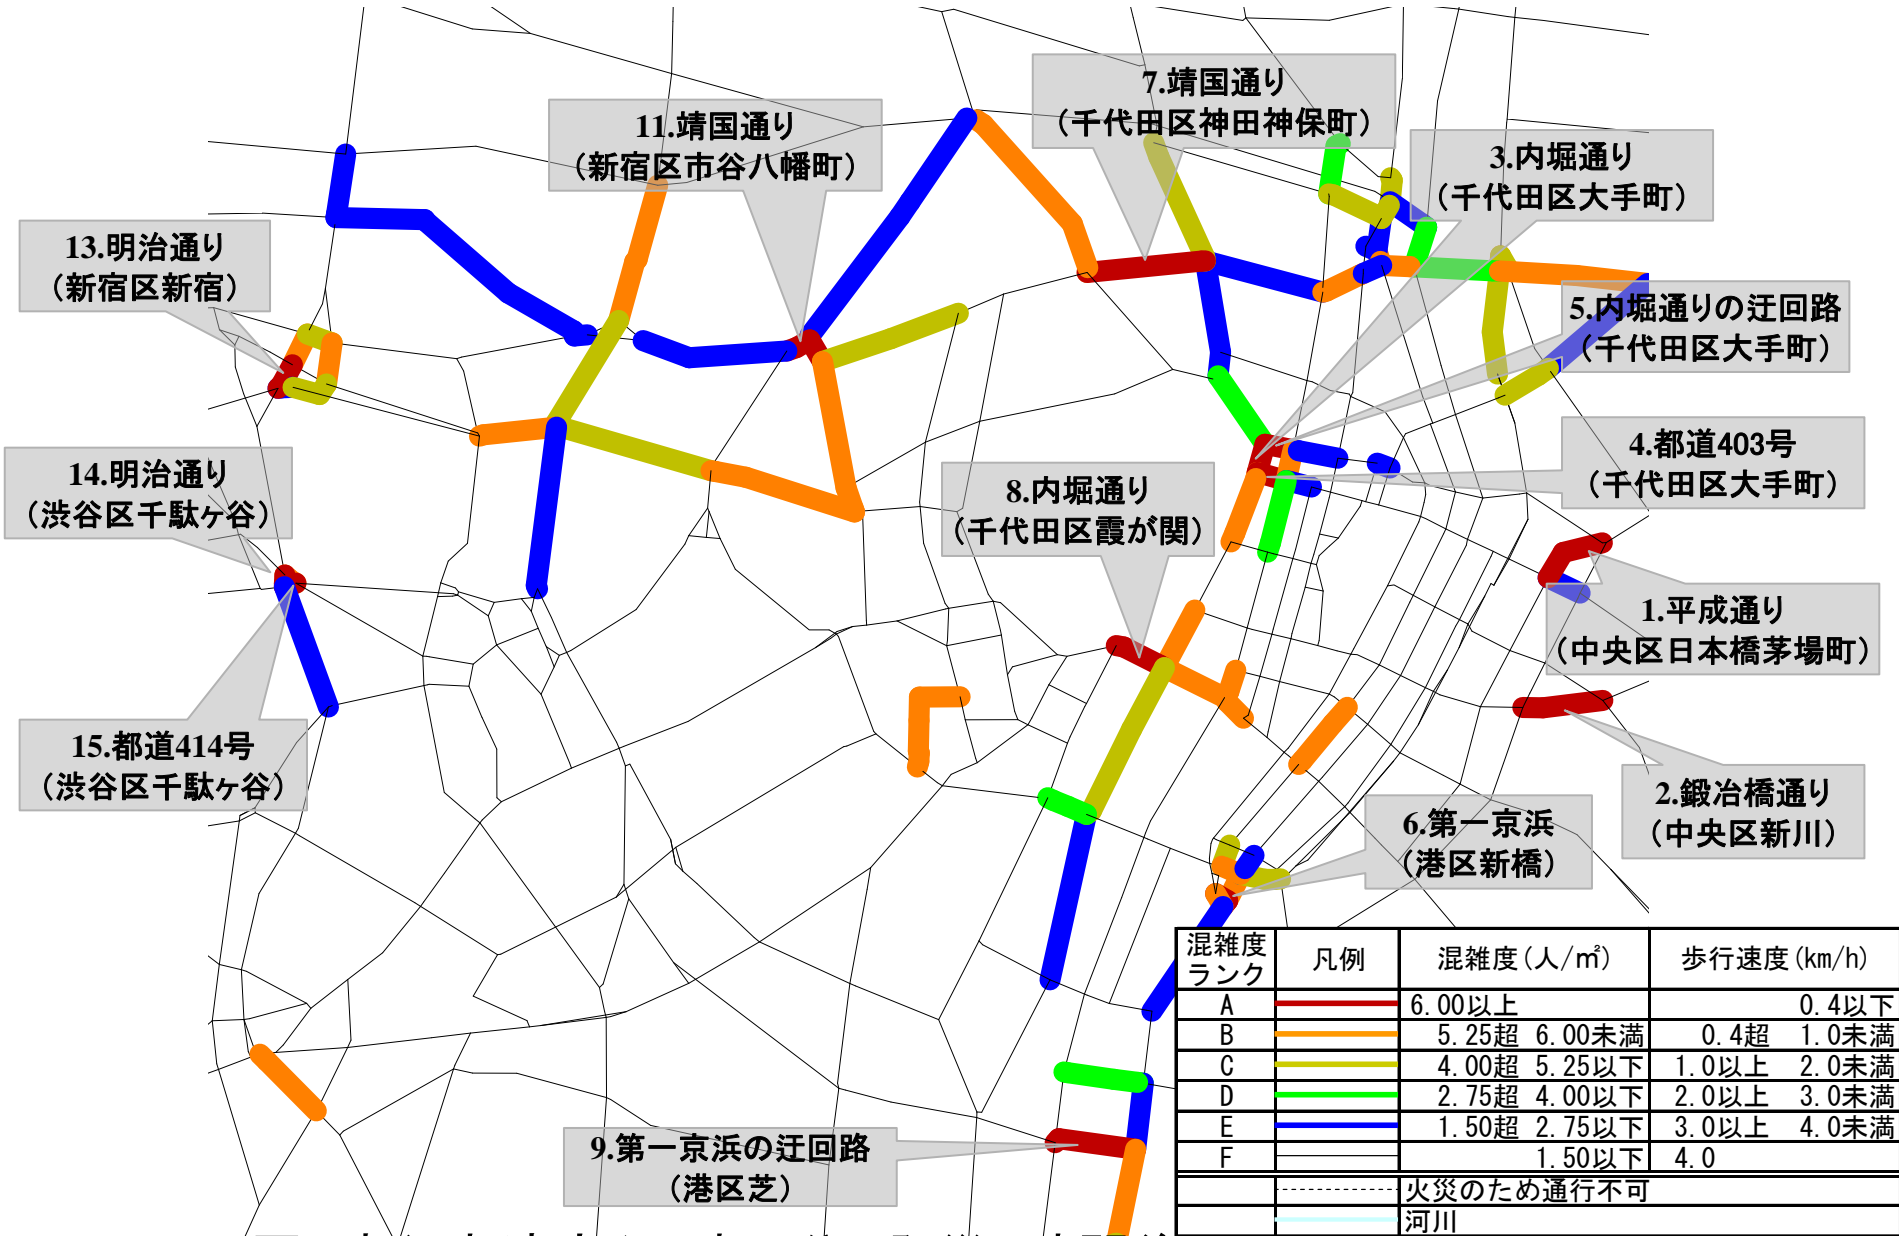 7.靖国通り
（千代田区神田神保町）
11.靖国通り
（新宿区市谷八幡町）
3.内堀通り
（千代田区大手町）
13.明治通り
（新宿区新宿）
5.内堀通りの迂回路
（千代田区大手町）
4.都道403号
（千代田区大手町）
14.明治通り
（渋谷区千駄ヶ谷）
8.内堀通り
（千代田区霞が関）
1.平成通り
（中央区日本橋茅場町）
15.都道414号
（渋谷区千駄ヶ谷）
2.鍛冶橋通り
（中央区新川）
6.第一京浜
（港区新橋）
9.第一京浜の迂回路
（港区芝）
混雑度ランク 凡例 混雑度(人/㎡) 歩行速度(km/h)
A 6.00以上 0.4以下
B 5.25超 6.00未満 0.4超 1.0未満
C 4.00超 5.25以下 1.0以上 2.0未満
D 2.75超 4.00以下 2.0以上 3.0未満
E 1.50超 2.75以下 3.0以上 4.0未満
F 1.50以下 4.0
火災のため通行不可
河川